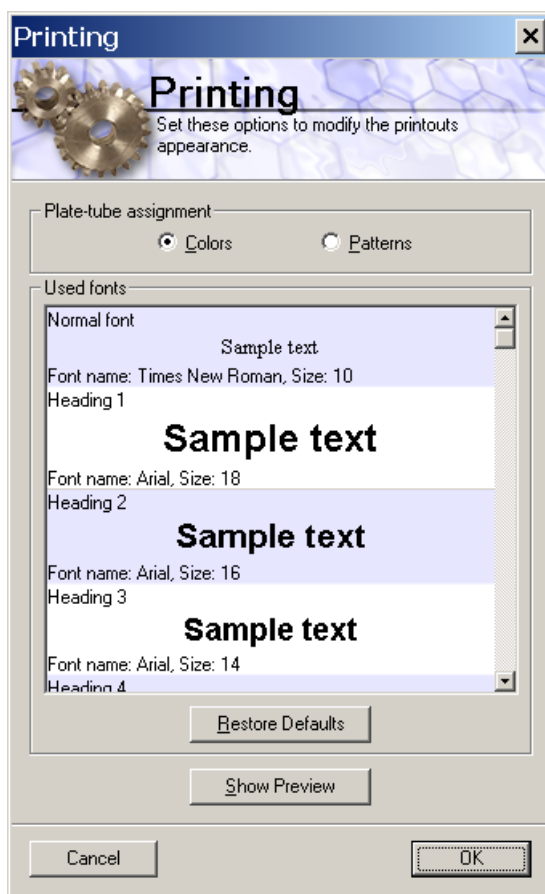 Printing
Printing
Set these options to modify the printouts
appearance.
Plate-tube assignment
Colors
Patterns
Used fonts
Normal font
Sample text
Font name: Times New Roman, Size: 10
Heading 1
Sample text
Font name: Arial, Size: 18
Heading 2
Sample text
Font name: Arial, Size: 16
Heading 3
Sample text
Font name: Arial, Size: 14
Heading 4
Restore Defaults
Show Preview
Cancel
OK